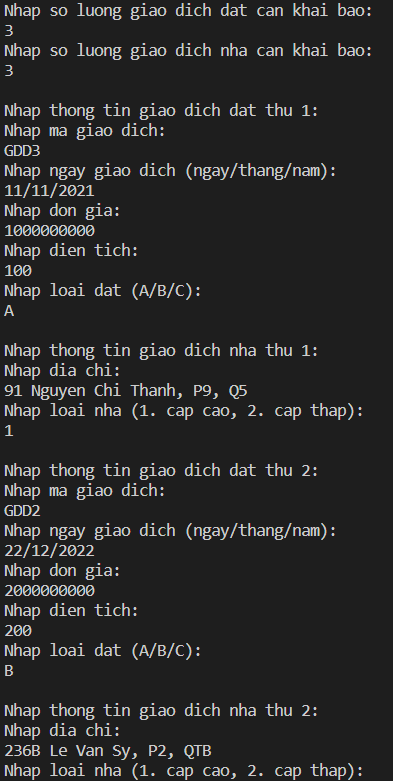 Nhap so luong giao dich dat can khai bao:
3
Nhap so luong giao dich nha can khai bao:
3
Nhap thong tin giao dich dat thu 1:
Nhap ma giao dich:
GDD3
Nhap ngay giao dich (ngay/thang/nam):
11/11/2021
Nhap don gia:
1000000000
Nhap dien tich:
100
Nhap loai dat (A/B/C):
A
Nhap thong tin giao dich nha thu 1:
Nhap dia chi:
91 Nguyen Chi Thanh, P9, Q5
Nhap loai nha (1. cap cao, 2. cap thap):
1
Nhap thong tin giao dich dat thu 2:
Nhap ma giao dich:
GDD2
Nhap ngay giao dich (ngay/thang/nam):
22/12/2022
Nhap don gia:
2000000000
Nhap dien tich:
200
Nhap loai dat (A/B/C):
B
Nhap thong tin giao dich nha thu 2:
Nhap dia chi:
236B Le Van Sy, P2, QTB
Nhap loai nha (1. cap cao, 2. cap thap):